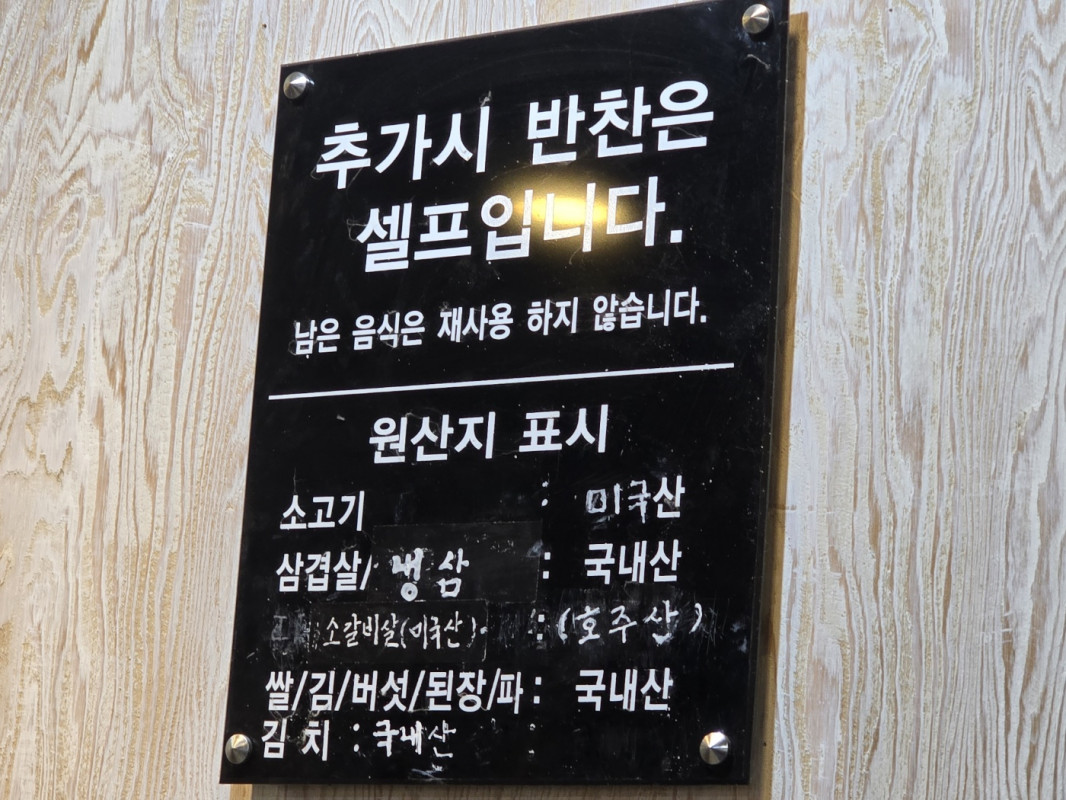 추가시 반찬은
셀프입니다.
남은 음식은 재사용 하지 않습니다.
원산지 표시
소고기 : 미국산
삼겹살/냉삼 : 국내산
소갈비살(미국산). : (호주산)
쌀/김/버섯/된장/파 : 국내산
김치 : 국내산 :